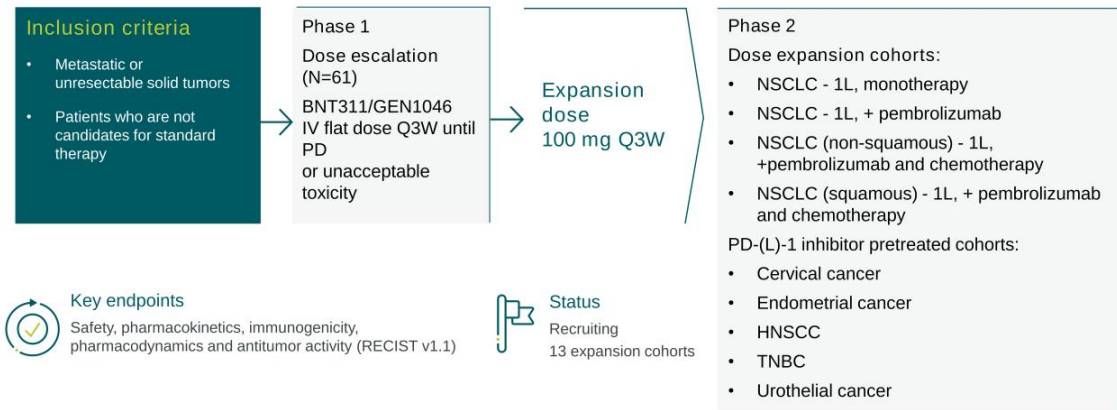 Inclusion criteria
• Metastatic or
unresectable solid tumors
• Patients who are not
candidates for standard
therapy
Phase 1
Dose escalation
(N=61)
BNT311/GEN1046
IV flat dose Q3W until
PD
or unacceptable
toxicity
Expansion
dose
100 mg Q3W
Phase 2
Dose expansion cohorts:
• NSCLC - 1L, monotherapy
• NSCLC - 1L, + pembrolizumab
• NSCLC (non-squamous) - 1L,
+pembrolizumab and chemotherapy
• NSCLC (squamous) - 1L, + pembrolizumab
and chemotherapy
PD-(L)-1 inhibitor pretreated cohorts:
• Cervical cancer
• Endometrial cancer
• HNSCC
• TNBC
• Urothelial cancer
Key endpoints
Safety, pharmacokinetics, immunogenicity,
pharmacodynamics and antitumor activity (RECIST v1.1)
Status
Recruiting
13 expansion cohorts